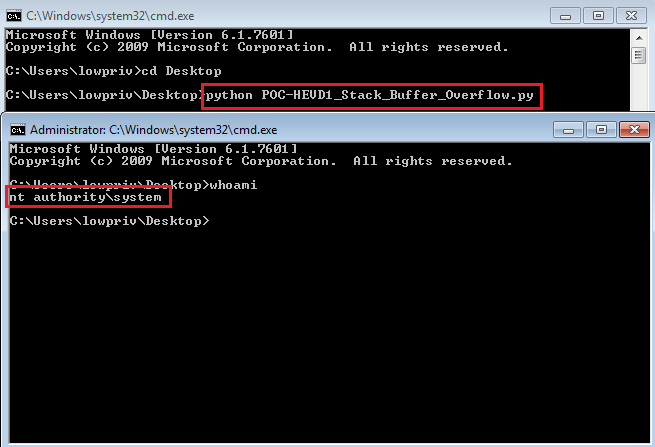 C:\Windows\system32\cmd.exe
Microsoft Windows [Version 6.1.7601]
Copyright (c) 2009 Microsoft Corporation.  All rights reserved.
C:\Users\lowpriv>cd Desktop
C:\Users\lowpriv\Desktop>python POC-HEVD1_Stack_Buffer_Overflow.py
Administrator: C:\Windows\system32\cmd.exe
Microsoft Windows [Version 6.1.7601]
Copyright (c) 2009 Microsoft Corporation.  All rights reserved.
C:\Users\lowpriv\Desktop>whoami
nt authority\system
C:\Users\lowpriv\Desktop>